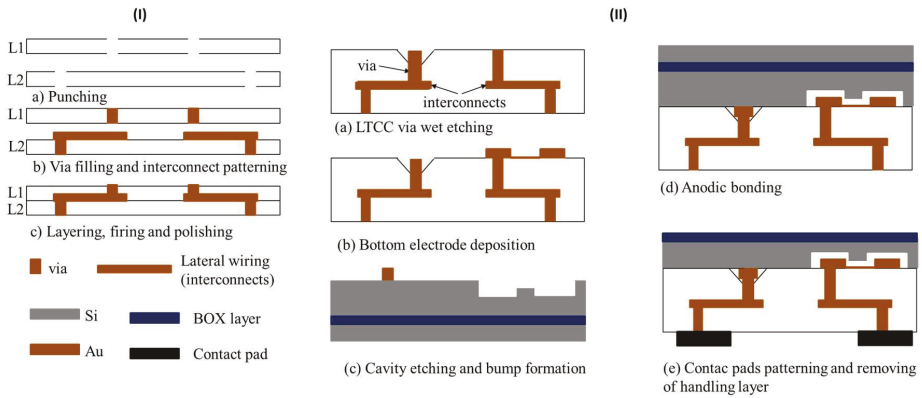 (I)
L1
L2
a) Punching
L1
L2
b) Via filling and interconnect patterning
L1
L2
c) Layering, firing and polishing
via
Lateral wiring
(interconnects)
Si
BOX layer
Au
Contact pad
(II)
via
interconnects
(a) LTCC via wet etching
(b) Bottom electrode deposition
(c) Cavity etching and bump formation
(d) Anodic bonding
(e) Contac pads patterning and removing
of handling layer